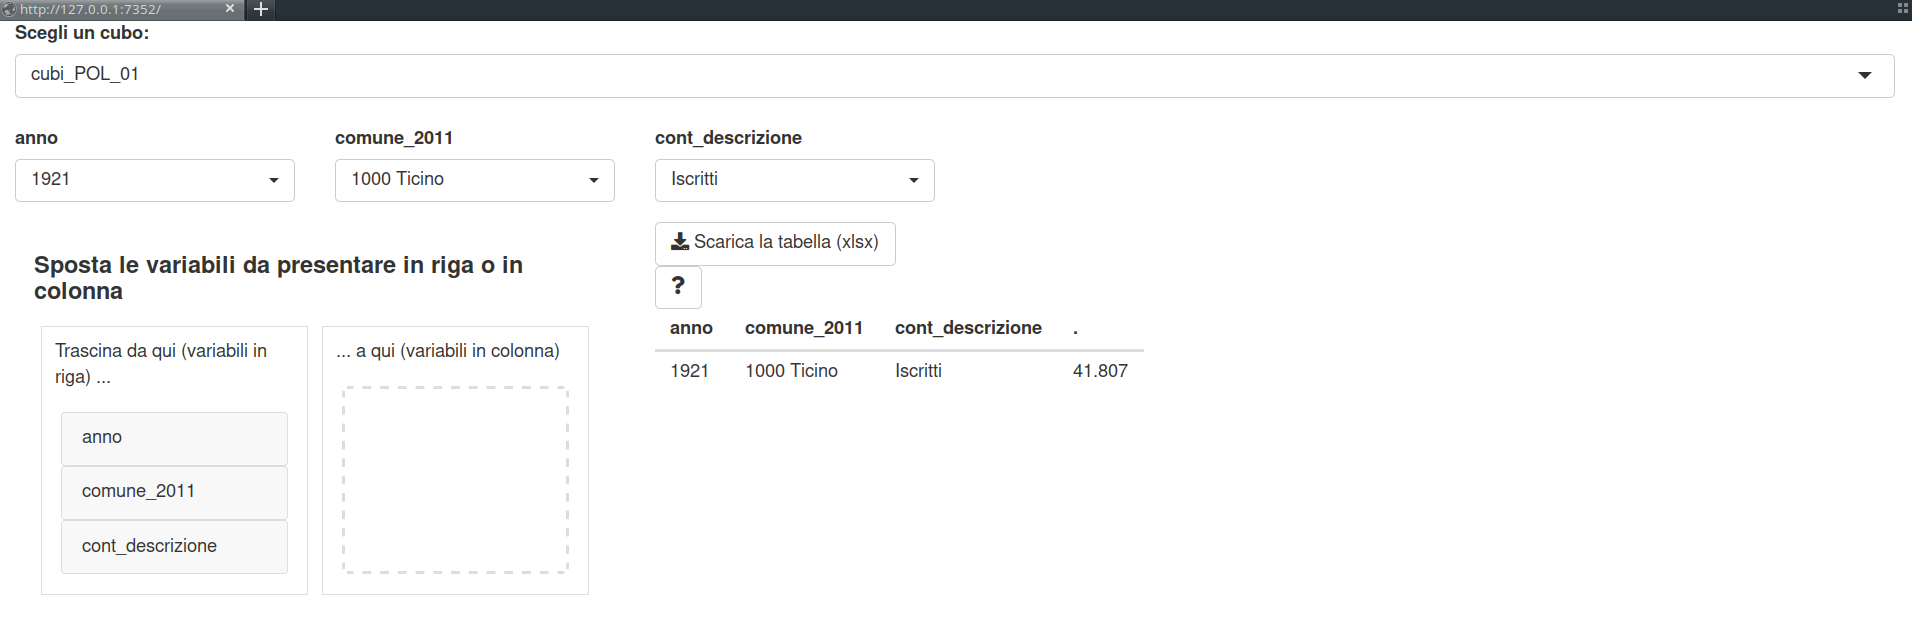 http://127.0.0.1:7352/
Scegli un cubo:
cubi_POL_01
anno comune_2011 cont_descrizione
1921 1000 Ticino Iscritti
Scarica la tabella (xlsx)
?
Sposta le variabili da presentare in riga o in
colonna
Trascina da qui (variabili in
riga) ...
anno
comune_2011
cont_descrizione
... a qui (variabili in colonna)
anno comune_2011 cont_descrizione .
1921 1000 Ticino Iscritti 41.807